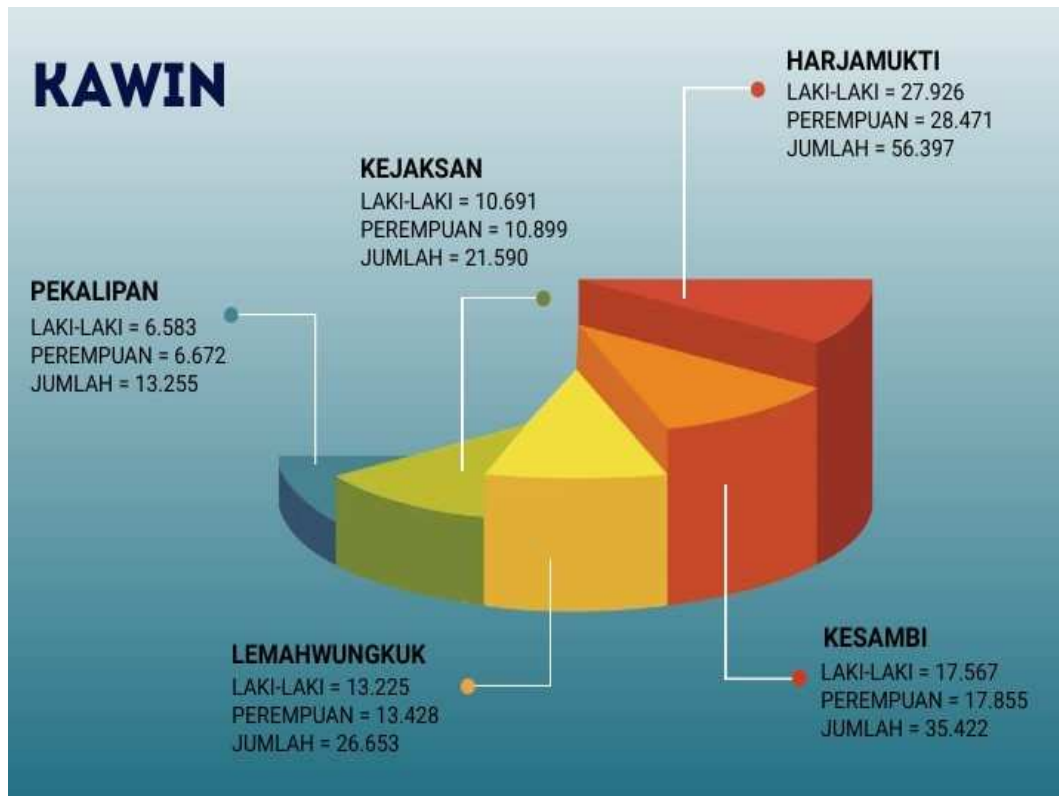 KAWIN
HARJAMUKTI
LAKI-LAKI = 27.926
PEREMPUAN = 28.471
JUMLAH = 56.397
KEJAKSAN
LAKI-LAKI = 10.691
PEREMPUAN = 10.899
JUMLAH = 21.590
PEKALIPAN
LAKI-LAKI = 6.583
PEREMPUAN = 6.672
JUMLAH = 13.255
LEMAHWUNGKUK
LAKI-LAKI = 13.225
PEREMPUAN = 13.428
JUMLAH = 26.653
KESAMBI
LAKI-LAKI = 17.567
PEREMPUAN = 17.855
JUMLAH = 35.422